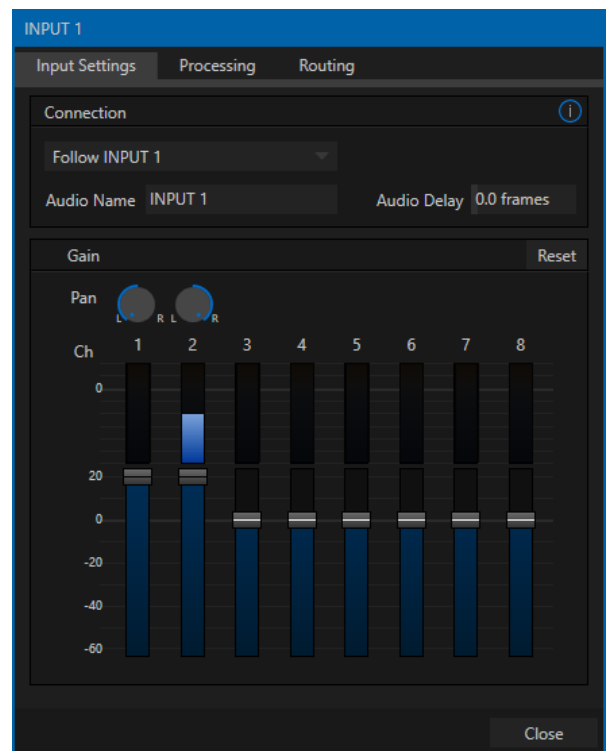 INPUT 1
Input Settings Processing Routing
Connection
Follow INPUT 1
Audio Name INPUT 1 Audio Delay 0.0 frames
Gain Reset
Pan
L R L R
Ch 1 2 3 4 5 6 7 8
0
20
0
-20
-40
-60
Close